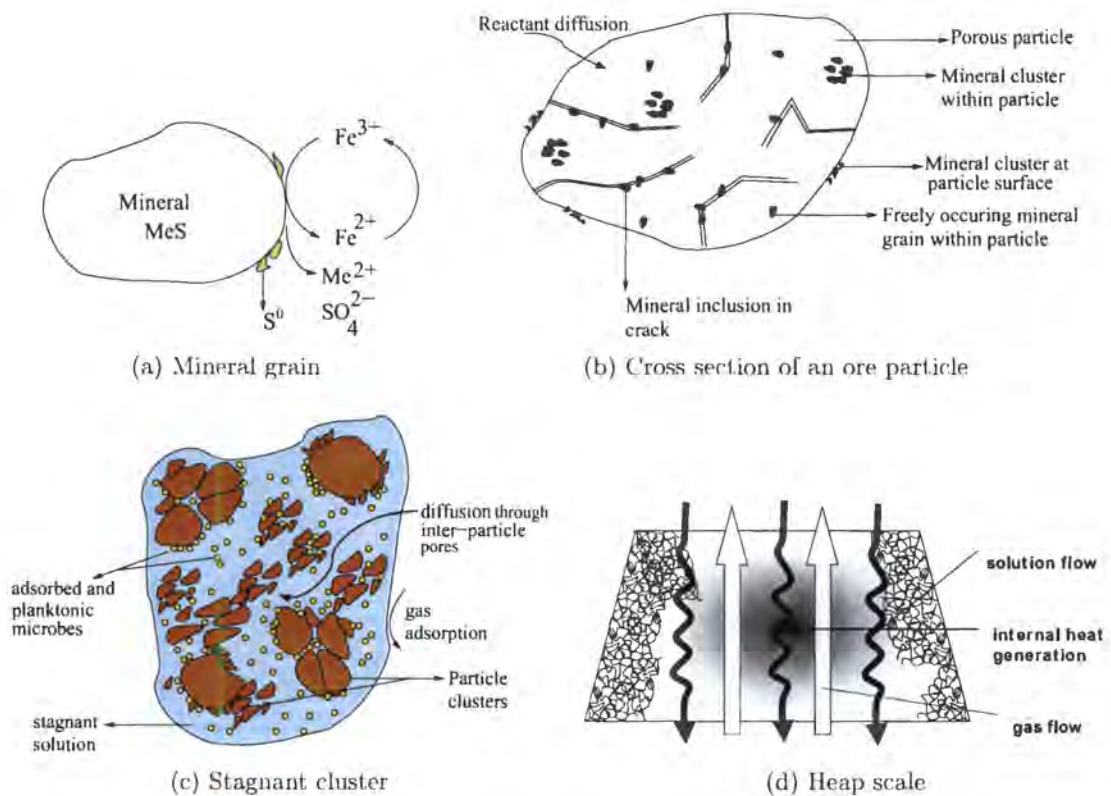 Mineral
MeS
Fe3+
Fe2+
Me2+
SO42−
S0
(a) Mineral grain
Reactant diffusion
Porous particle
Mineral cluster
within particle
Mineral cluster at
particle surface
Freely occuring mineral
grain within particle
Mineral inclusion in
crack
(b) Cross section of an ore particle
diffusion through
inter-particle
pores
adsorbed and
planktonic
microbes
gas
adsorption
Particle
clusters
stagnant
solution
(c) Stagnant cluster
solution flow
internal heat
generation
gas flow
(d) Heap scale